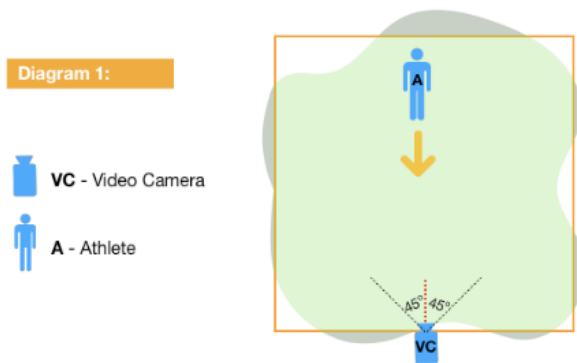 Diagram 1:
A
VC - Video Camera
A - Athlete
45° 45°
VC